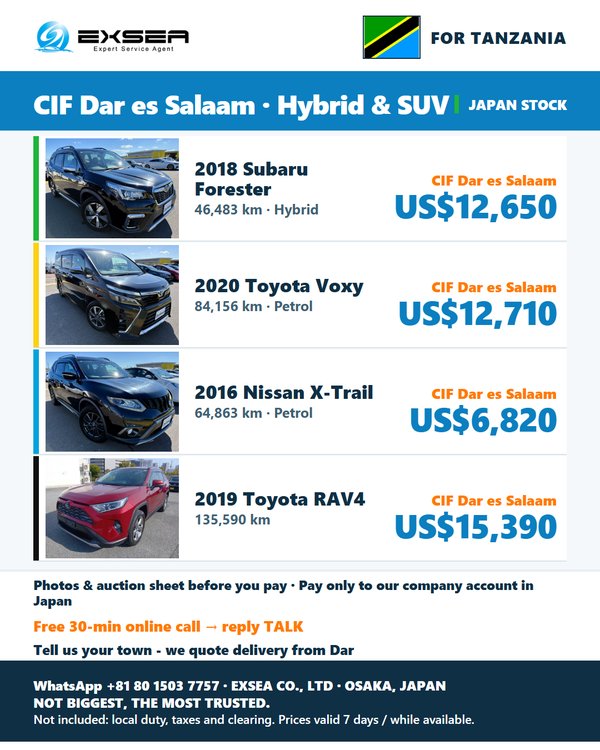 EXSEA
Expert Service Agent
FOR TANZANIA
CIF Dar es Salaam · Hybrid & SUV
JAPAN STOCK
2018 Subaru
Forester
46,483 km · Hybrid
CIF Dar es Salaam
US$12,650
2020 Toyota Voxy
84,156 km · Petrol
CIF Dar es Salaam
US$12,710
2016 Nissan X-Trail
64,863 km · Petrol
CIF Dar es Salaam
US$6,820
2019 Toyota RAV4
135,590 km
CIF Dar es Salaam
US$15,390
Photos & auction sheet before you pay · Pay only to our company account in
Japan
Free 30-min online call → reply TALK
Tell us your town - we quote delivery from Dar
WhatsApp +81 80 1503 7757 · EXSEA CO., LTD · OSAKA, JAPAN
NOT BIGGEST, THE MOST TRUSTED.
Not included: local duty, taxes and clearing. Prices valid 7 days / while available.